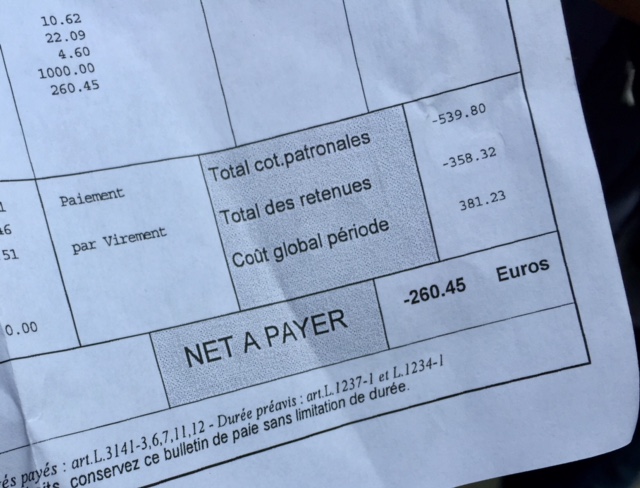 10.62
22.09
4.60
1000.00
260.45
Total cot.patronales -539.80
Paiement
Total des retenues -358.32
par Virement
Coût global période 381.23
51
0.00
NET A PAYER -260.45 Euros
és payés : art.L.3141-3,6,7,11,12 - Durée préavis : art.L.1237-1 et L.1234-1
conservez ce bulletin de paie sans limitation de durée.